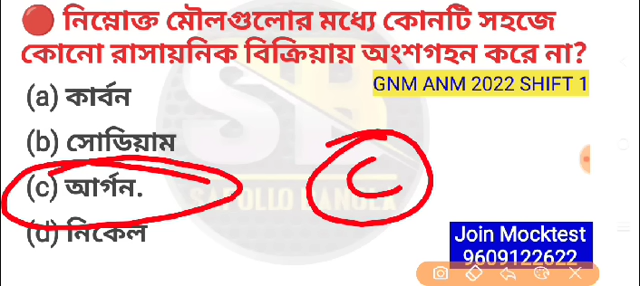 নিম্নোক্ত মৌলগুলোর মধ্যে কোনটি সহজে
কোনো রাসায়নিক বিক্রিয়ায় অংশগহন করে না?
GNM ANM 2022 SHIFT 1
(a) কার্বন
(b) সোডিয়াম
(c) আর্গন.
(d) নিকেল
C
Join Mocktest
9609122622